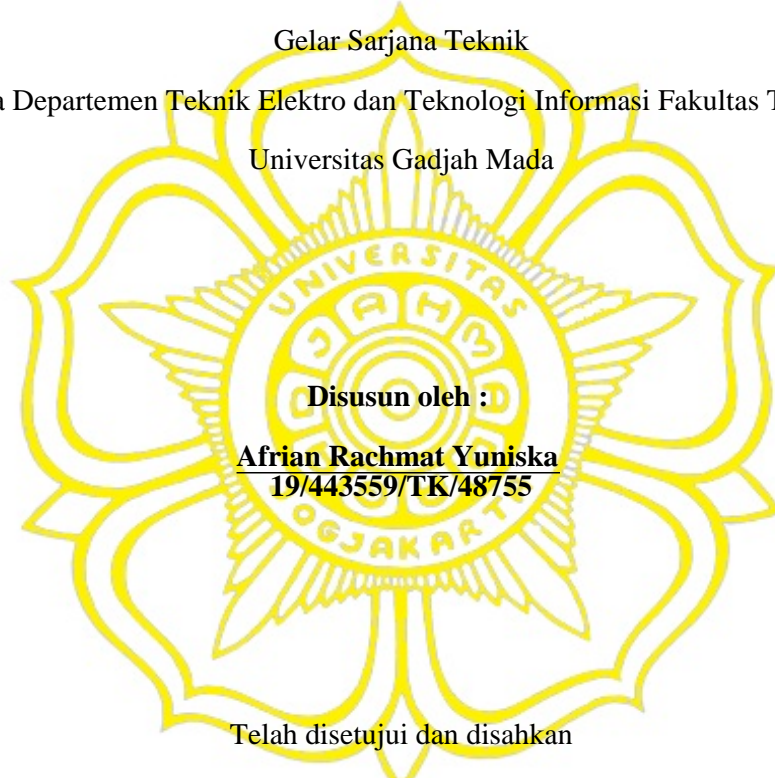 Gelar Sarjana Teknik
Departemen Teknik Elektro dan Teknologi Informasi Fakultas
Universitas Gadjah Mada
UNIVERSITAS
Disusun oleh :
Afrian Rachmat Yuniska
19/443559/TK/48755
Telah disetujui dan disahkan